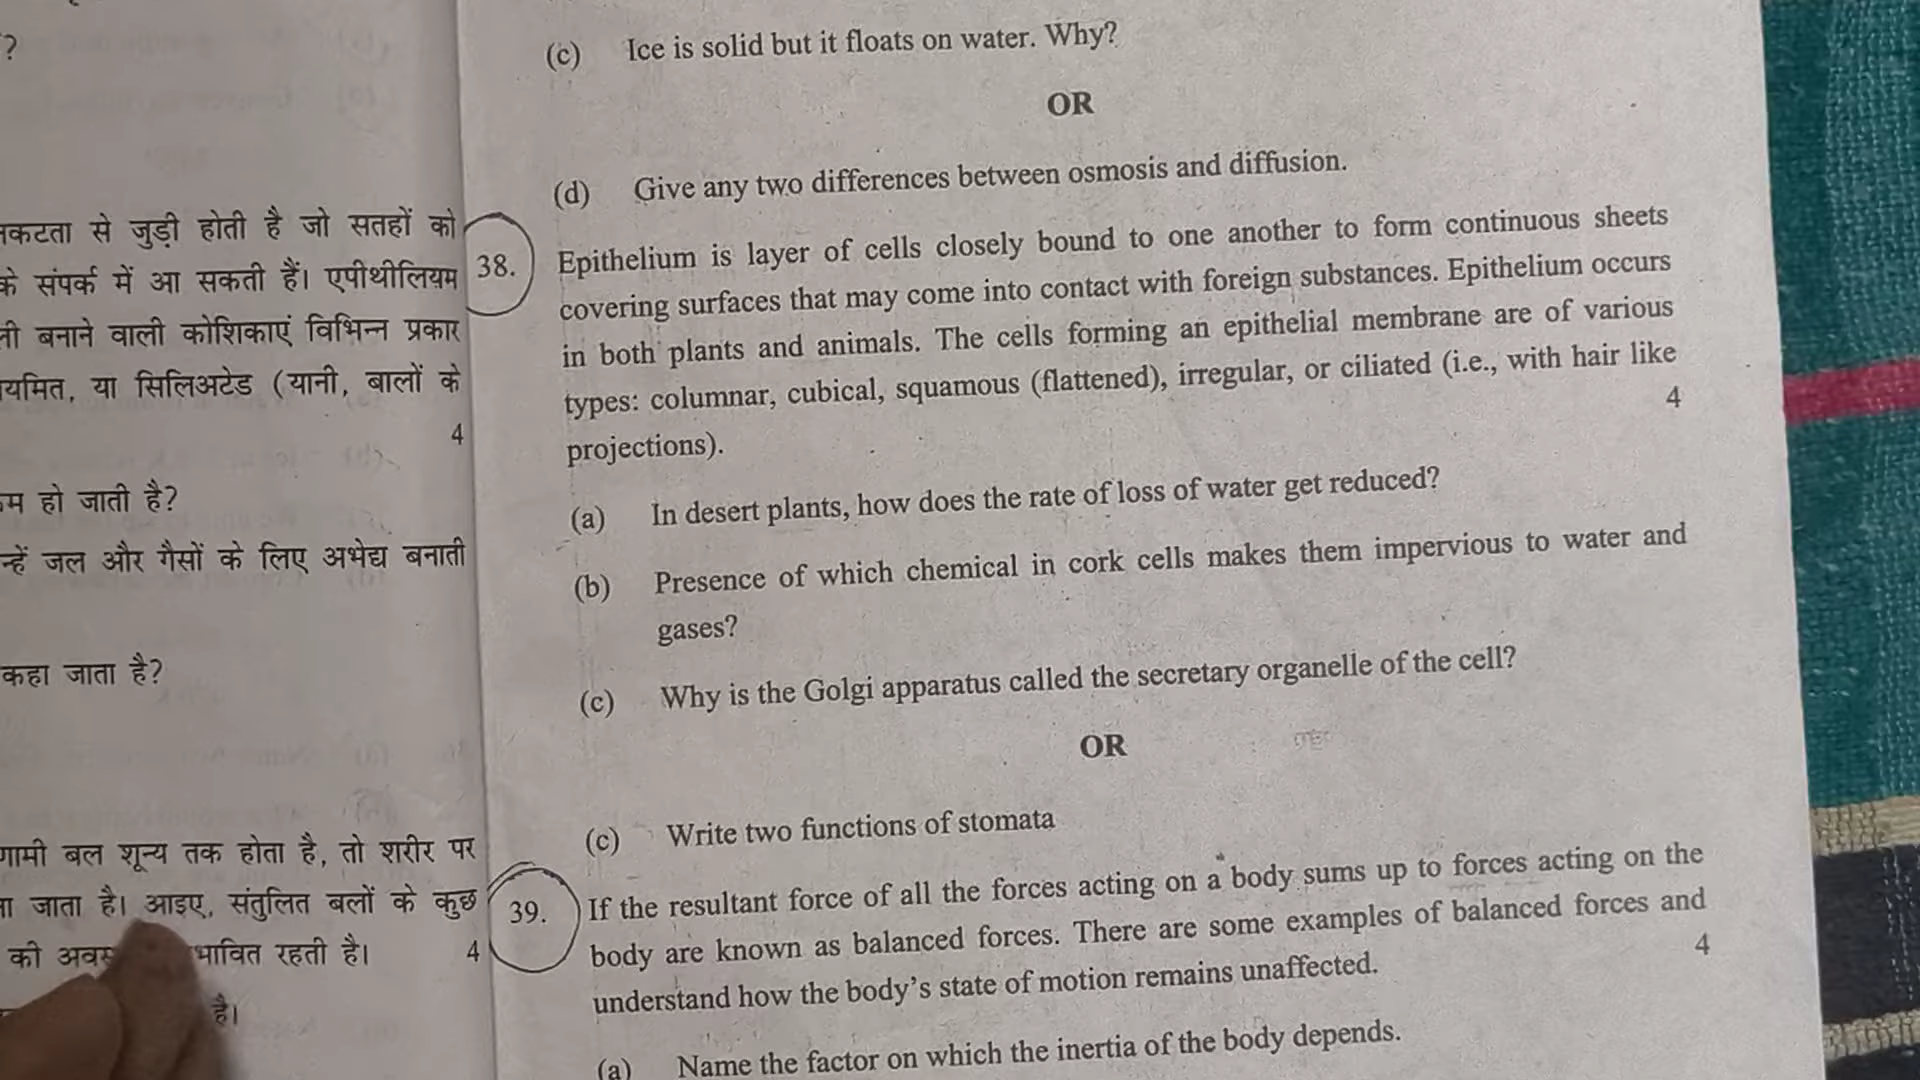 ?
नकटता से जुड़ी होती है जो सतहों को
के संपर्क में आ सकती हैं। एपीथीलियम
नी बनाने वाली कोशिकाएं विभिन्न प्रकार
यमित, या सिलिअटेड (यानी, बालों के
4
म हो जाती है?
न्हें जल और गैसों के लिए अभेद्य बनाती
कहा जाता है?
गामी बल शून्य तक होता है, तो शरीर पर
जाता है। आइए, संतुलित बलों के कुछ
की भावित रहती है।
4
है।
(c) Ice is solid but it floats on water. Why?
OR
(d) Give any two differences between osmosis and diffusion.
38. Epithelium is layer of cells closely bound to one another to form continuous sheets
covering surfaces that may come into contact with foreign substances. Epithelium occurs
in both plants and animals. The cells forming an epithelial membrane are of various
types: columnar, cubical, squamous (flattened), irregular, or ciliated (i.e., with hair like
projections). 4
(a) In desert plants, how does the rate of loss of water get reduced?
(b) Presence of which chemical in cork cells makes them impervious to water and
gases?
(c) Why is the Golgi apparatus called the secretary organelle of the cell?
OR
(c) Write two functions of stomata
39. If the resultant force of all the forces acting on a body sums up to forces acting on the
body are known as balanced forces. There are some examples of balanced forces and
understand how the body's state of motion remains unaffected. 4
(a) Name the factor on which the inertia of the body depends.